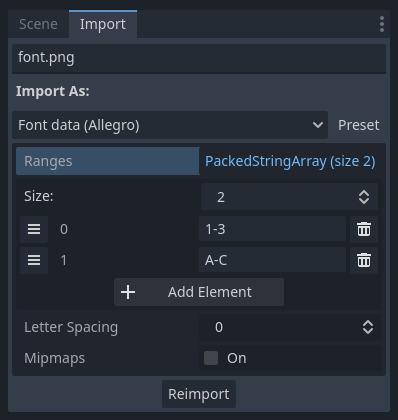 Scene Import
font.png
Import As:
Font data (Allegro) Preset
Ranges PackedStringArray (size 2)
Size: 2
0 1-3
1 A-C
Add Element
Letter Spacing 0
Mipmaps On
Reimport